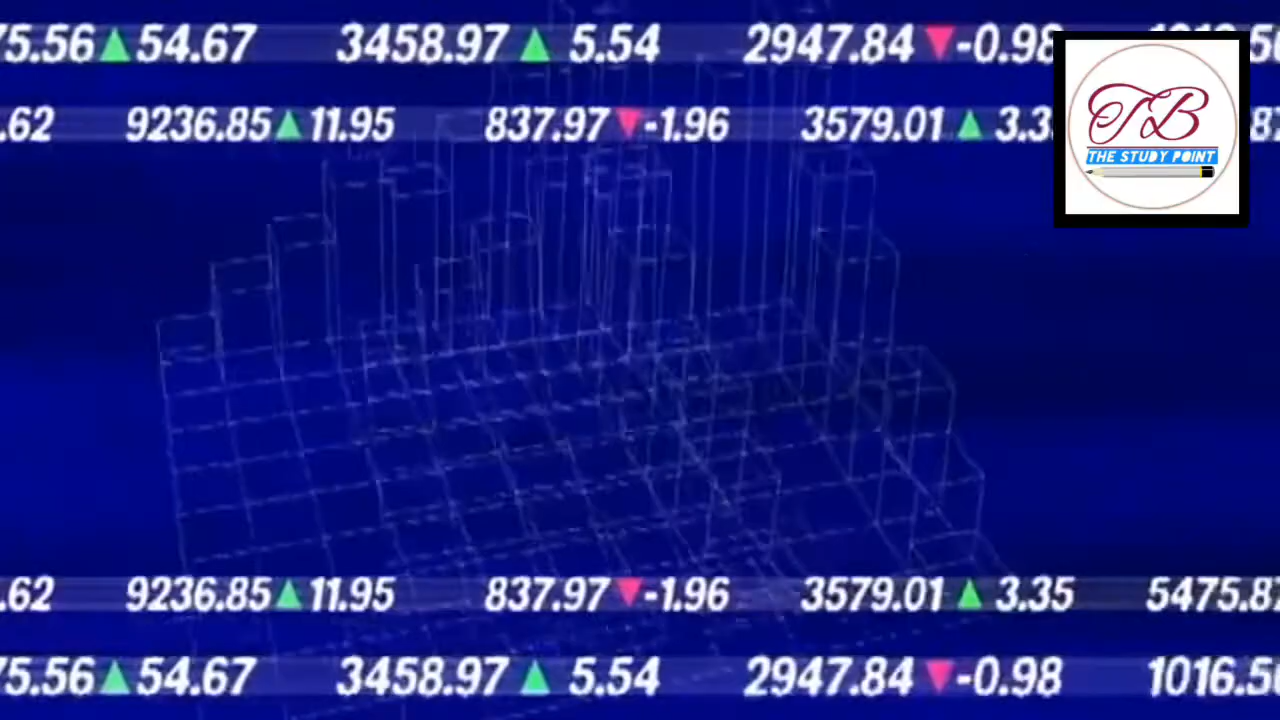 75.56▲54.67 3458.97▲5.54 2947.84▼-0.98
.62 9236.85▲11.95 837.97▼-1.96 3579.01▲3.3
TB
THE STUDY POINT
.62 9236.85▲11.95 837.97▼-1.96 3579.01▲3.35 5475.87
75.56▲54.67 3458.97▲5.54 2947.84▼-0.98 1016.5